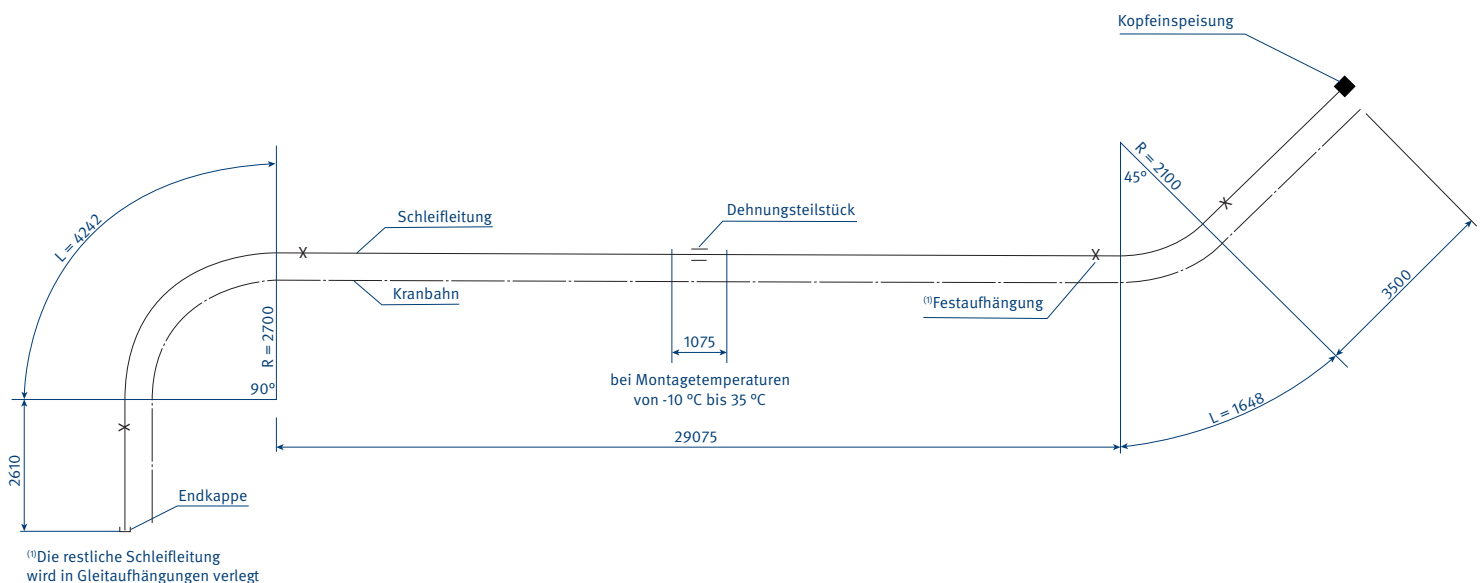 Kopfeinspeisung
R = 2100
45°
L = 4242
Schleifleitung
Dehnungsteilstück
Kranbahn
⁽¹⁾Festaufhängung
3500
R = 2700
1075
90°
bei Montagetemperaturen
von -10 °C bis 35 °C
L = 1648
29075
2610
Endkappe
⁽¹⁾Die restliche Schleifleitung
wird in Gleitaufhängungen verlegt